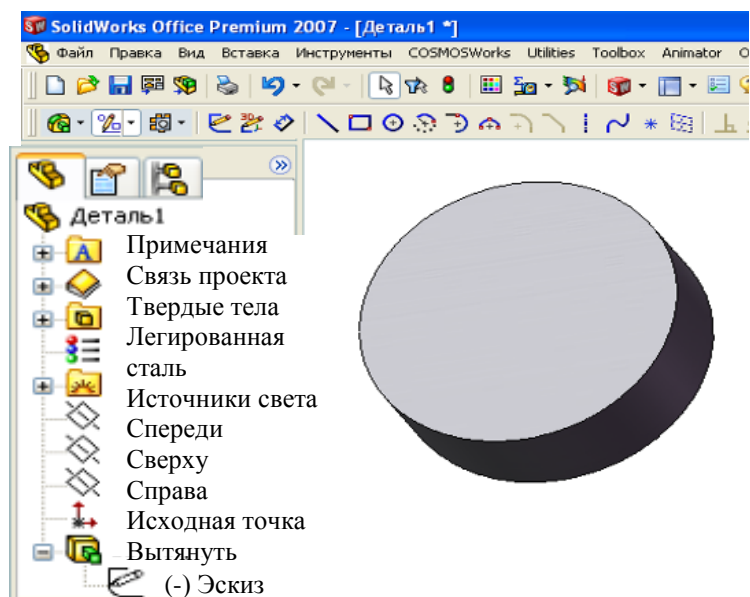 SolidWorks Office Premium 2007 - [Деталь1 *]
Файл Правка Вид Вставка Инструменты COSMOSWorks Utilities Toolbox Animator
Деталь1
Примечания
Связь проекта
Твердые тела
Легированная
сталь
Источники света
Спереди
Сверху
Справа
Исходная точка
Вытянуть
(-) Эскиз